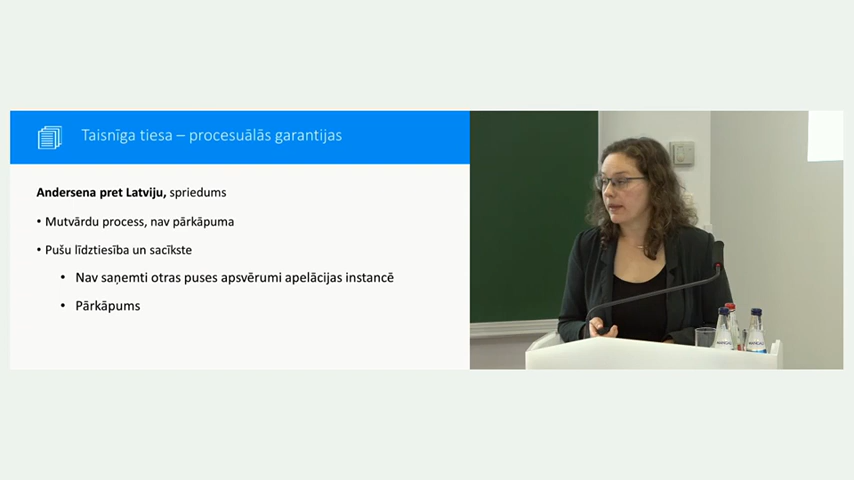 Taisnīga tiesa – procesuālās garantijas
Andersena pret Latviju, spriedums
• Mutvārdu process, nav pārkāpuma
• Pušu līdztiesība un sacīkste
• Nav saņemti otras puses apsvērumi apelācijas instancē
• Pārkāpums